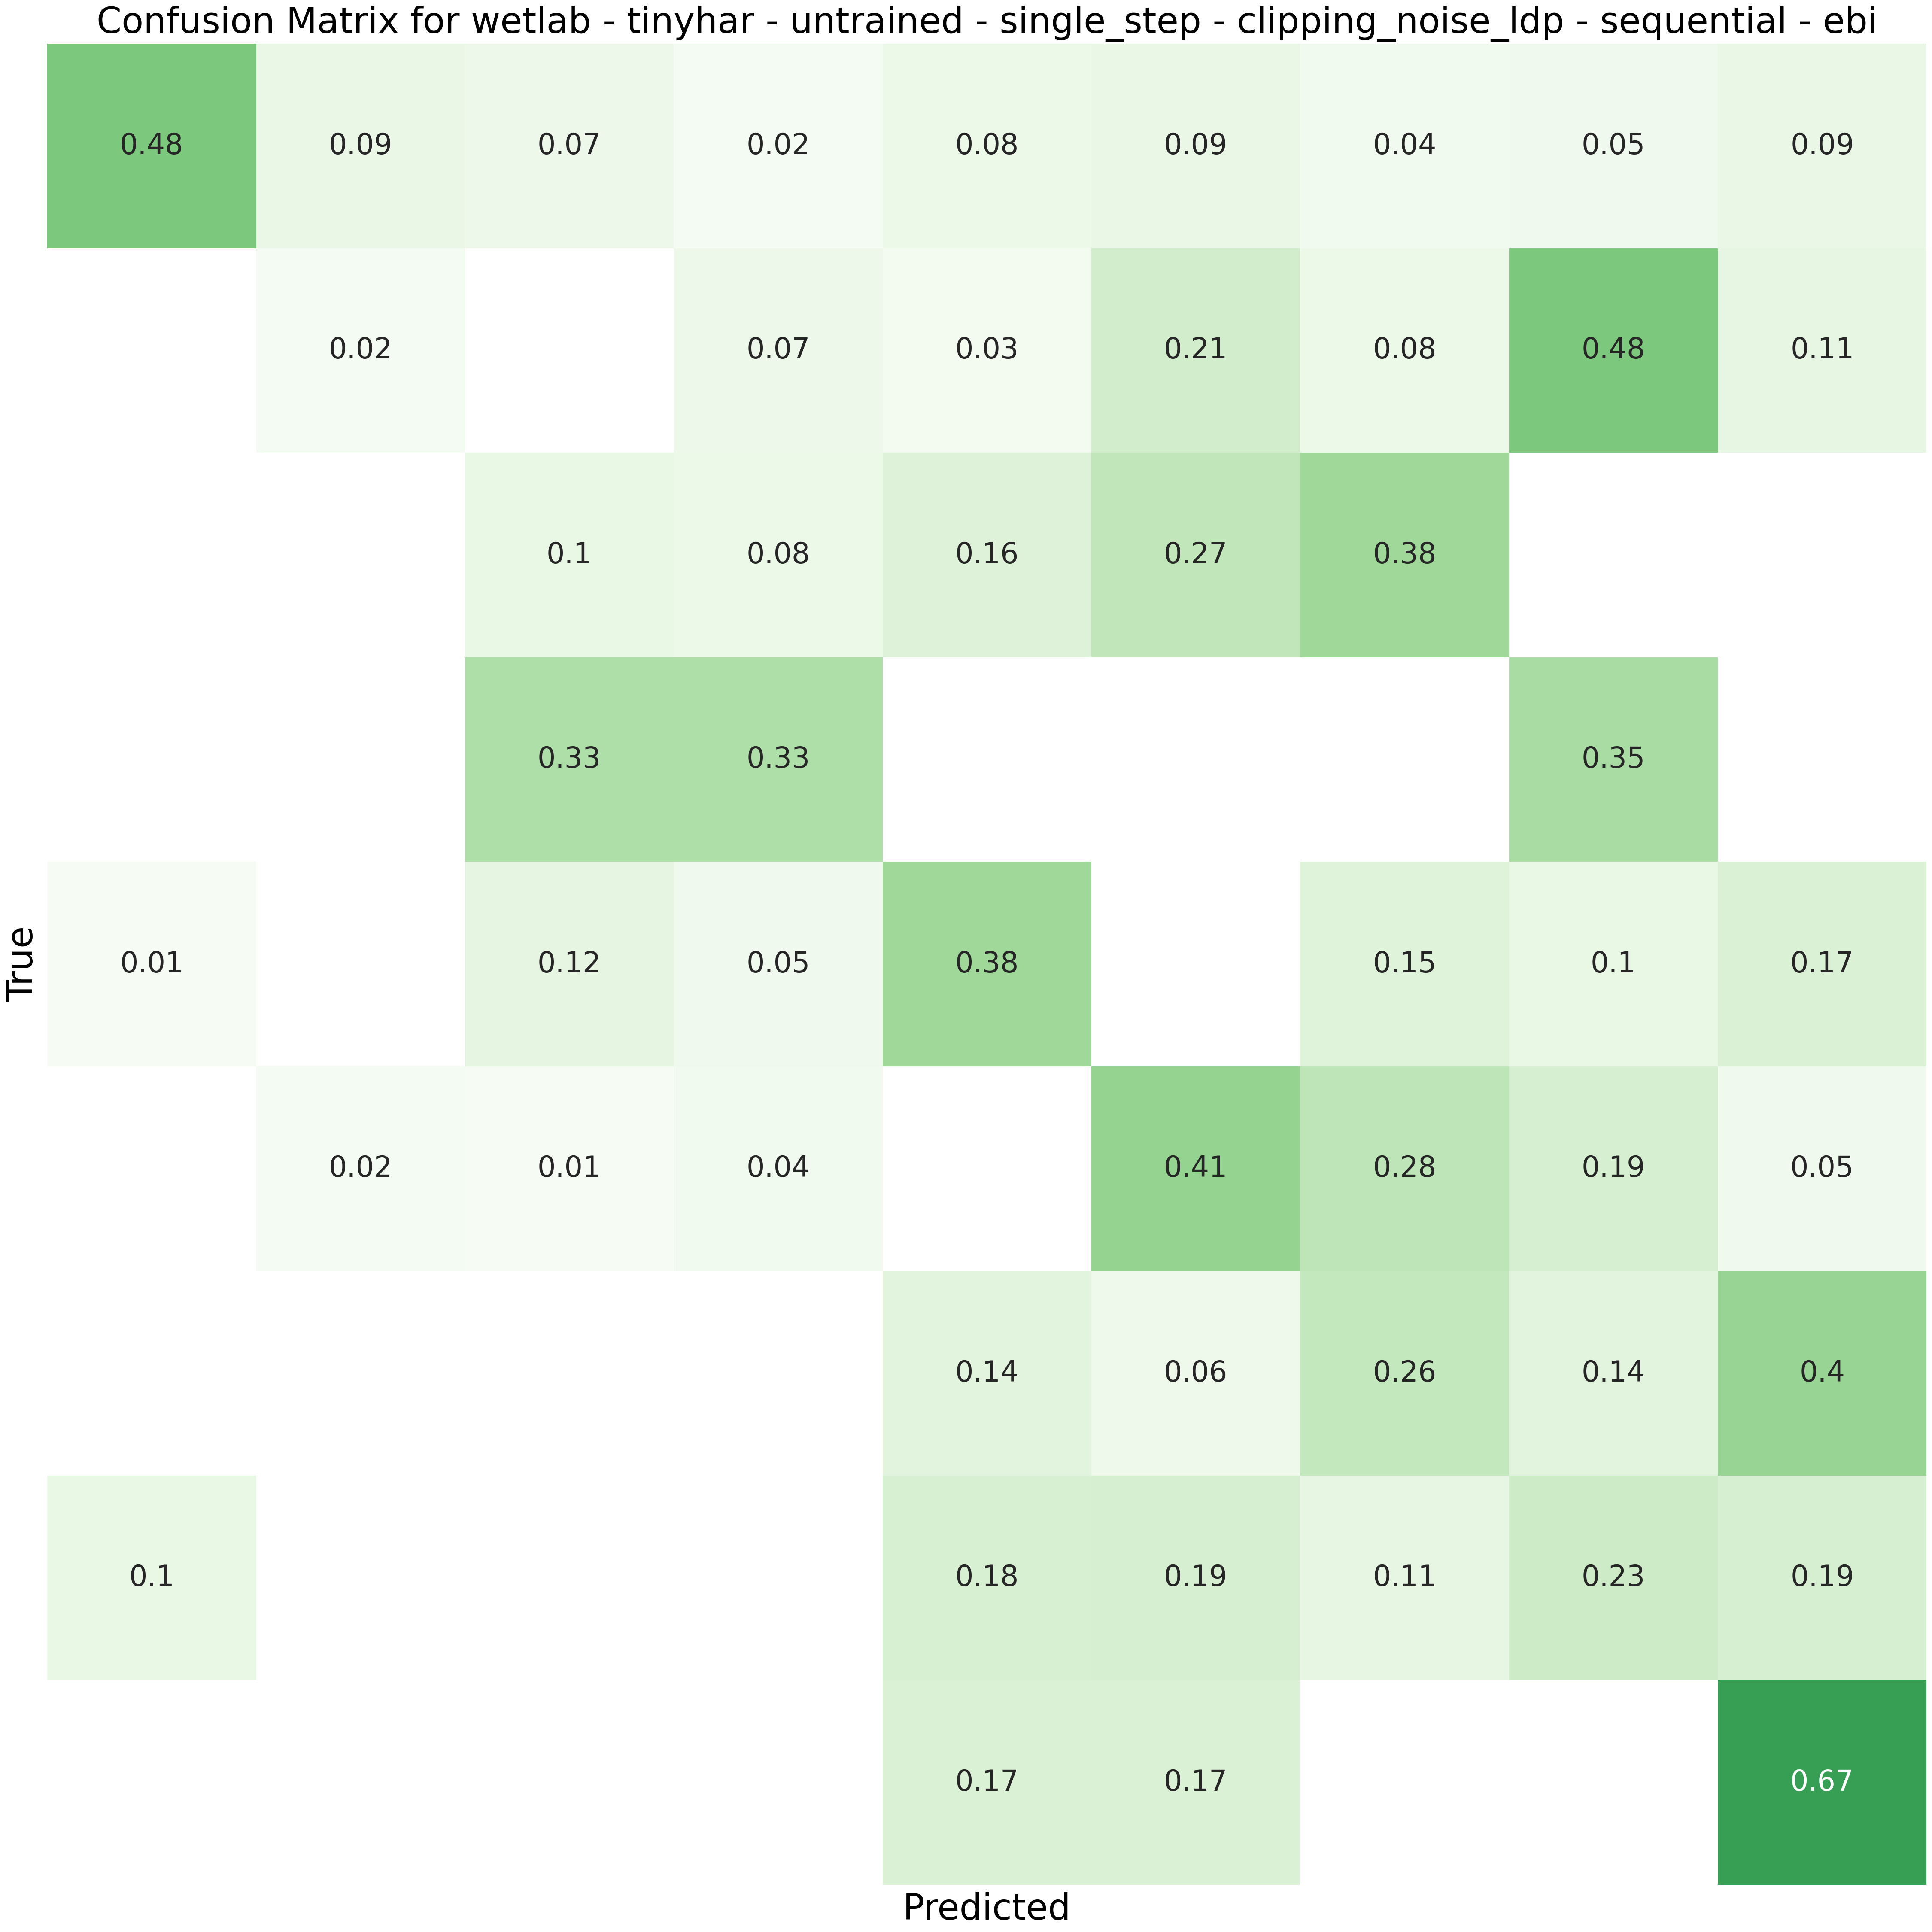 Confusion Matrix for wetlab - tinyhar - untrained - single_step - clipping_noise_ldp - sequential - ebi
0.48 0.09 0.07 0.02 0.08 0.09 0.04 0.05 0.09
0.02 0.07 0.03 0.21 0.08 0.48 0.11
0.1 0.08 0.16 0.27 0.38
0.33 0.33 0.35
0.01 0.12 0.05 0.38 0.15 0.1 0.17
0.02 0.01 0.04 0.41 0.28 0.19 0.05
0.14 0.06 0.26 0.14 0.4
0.1 0.18 0.19 0.11 0.23 0.19
0.17 0.17 0.67
True
Predicted